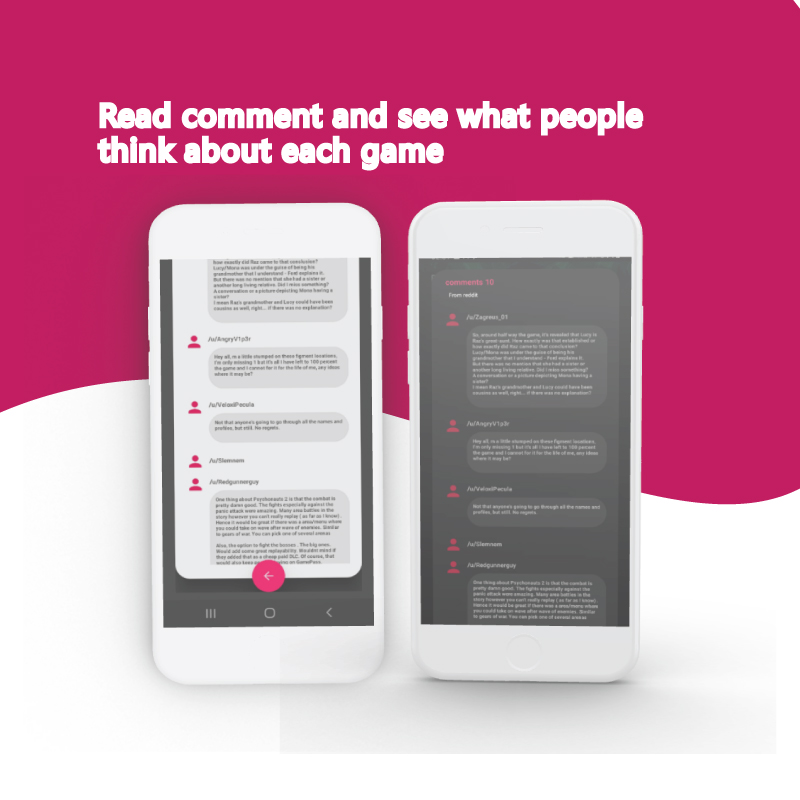 Read comment and see what people
think about each game
how exactly did Raz came to that conclusion?
Lucy/Mona was under the guise of being his
grandmother that I understand - Ford explains it.
But there was no mention that she had a sister or
another long living relative. Did I miss something?
A conversation or a picture depicting Mona having a
sister?
I mean Raz's grandmother and Lucy could have been
cousins as well, right... if there was no explanation?
/u/AngryV1p3r
Hey all, im a little stumped on these figment locations,
I'm only missing 1 but it's all I have left to 100 percent
the game and I cannot for it for the life of me, any ideas
where it may be?
/u/VelaxiPecula
Not that anyone's going to go through all the names and
profiles, but still. No regrets.
/u/Slemnem
/u/Redgunnerguy
One thing about Psychonauts 2 is that the combat is
pretty damn good. The fights especially against the
panic attack were amazing. Many area battles in the
story however you can't really replay ( as far as I know) .
Hence it would be great if there was a area/menu where
you could take on wave after wave of enemies. Similar
to gears of war. You can pick one of several arenas
Also, the option to fight the bosses . The big ones.
Would add some great replayability. Wouldn't mind if
they added that as a cheap paid DLC. Of course, that
would also keep
on GamePass.
comments 10
From reddit
/u/Zagreas_01
So, around half way the game, it's revealed that Lucy is
Raz's great aunt. How exactly was that established or
how exactly did Raz came to that conclusion?
Lucy/Mona was under the guise of being his
grandmother that I understand - Ford explains it.
But there was no mention that she had a sister or
another long living relative. Did I miss something?
A conversation or a picture depicting Mona having a
sister?
I mean Raz's grandmother and Lucy could have been
cousins as well, right... if there was no explanation?
/u/AngryV1p3r
Hey all, im a little stumped on these figment locations,
I'm only missing 1 but it's all I have left to 100 percent
the game and I cannot for it for the life of me, any ideas
where it may be?
/u/VelaxiPecula
Not that anyone's going to go through all the names and
profiles, but still. No regrets.
/u/Slemnem
/u/Redgunnerguy
One thing about Psychonauts 2 is that the combat is
pretty damn good. The fights especially against the
panic attack were amazing. Many area battles in the
story however you can't really replay ( as far as I know) .
Hence it would be great if there was a area/menu where
you could take on wave after wave of enemies. Similar
to gears of war. You can pick one of several arenas